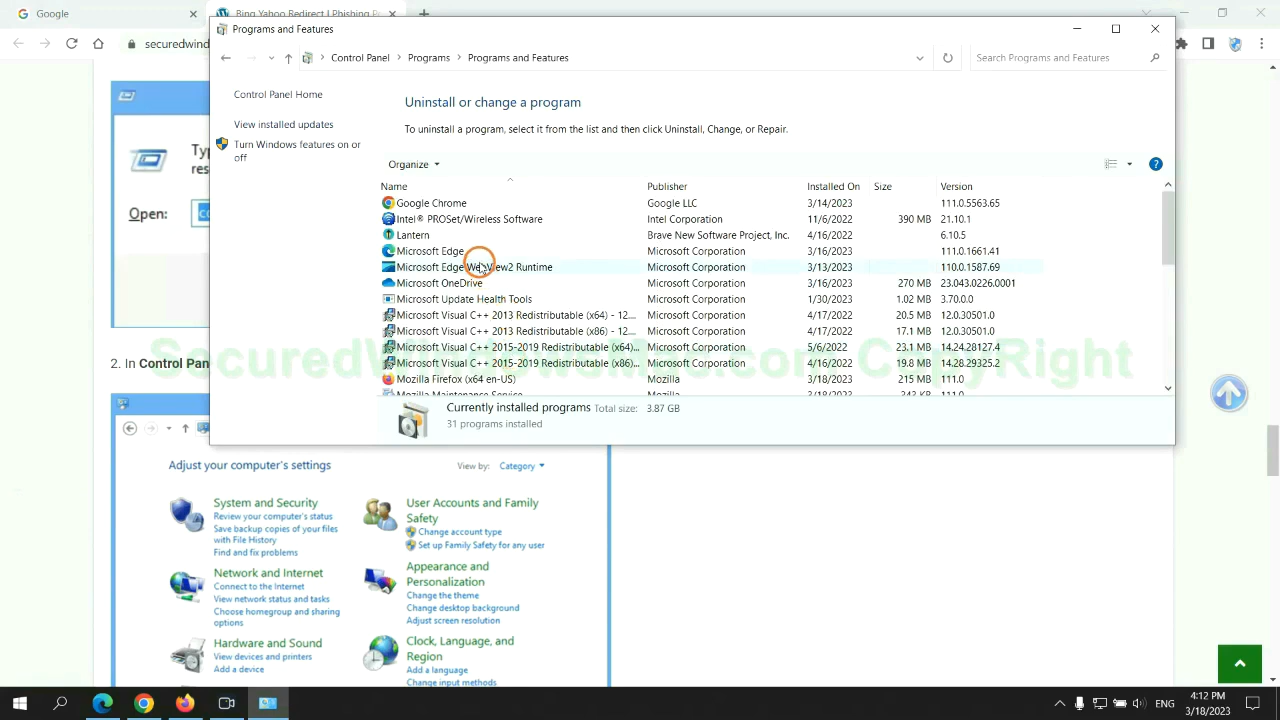 Google
Bing Yahoo Redirect | Phishing P
securedwind
Programs and Features
Control Panel > Programs > Programs and Features
Search Programs and Features
Control Panel Home
View installed updates
Turn Windows features on or
off
Uninstall or change a program
To uninstall a program, select it from the list and then click Uninstall, Change, or Repair.
Organize
Name Publisher Installed On Size Version
Google Chrome Google LLC 3/14/2023 111.0.5563.65
Intel® PROSet/Wireless Software Intel Corporation 11/6/2022 390 MB 21.10.1
Lantern Brave New Software Project, Inc. 4/16/2022 6.10.5
Microsoft Edge Microsoft Corporation 3/16/2023 111.0.1661.41
Microsoft Edge WebView2 Runtime Microsoft Corporation 3/13/2023 110.0.1587.69
Microsoft OneDrive Microsoft Corporation 3/16/2023 270 MB 23.043.0226.0001
Microsoft Update Health Tools Microsoft Corporation 1/30/2023 1.02 MB 3.70.0.0
Microsoft Visual C++ 2013 Redistributable (x64) - 12.... Microsoft Corporation 4/17/2022 20.5 MB 12.0.30501.0
Microsoft Visual C++ 2013 Redistributable (x86) - 12.... Microsoft Corporation 4/17/2022 17.1 MB 12.0.30501.0
Microsoft Visual C++ 2015-2019 Redistributable (x64)... Microsoft Corporation 5/6/2022 23.1 MB 14.24.28127.4
Microsoft Visual C++ 2015-2019 Redistributable (x86)... Microsoft Corporation 4/16/2022 19.8 MB 14.28.29325.2
Mozilla Firefox (x64 en-US) Mozilla 3/18/2023 215 MB 111.0
Mozilla Maintenance Service Mozilla 3/18/2023 343 KB 111.0
Currently installed programs Total size: 3.87 GB
31 programs installed
Typ
res
Open:
co
2. In Control Pan
Adjust your computer's settings
View by: Category
System and Security
Review your computer's status
Save backup copies of your files
with File History
Find and fix problems
Network and Internet
Connect to the Internet
View network status and tasks
Choose homegroup and sharing
options
Hardware and Sound
View devices and printers
Add a device
User Accounts and Family
Safety
Change account type
Set up Family Safety for any user
Appearance and
Personalization
Change the theme
Change desktop background
Adjust screen resolution
Clock, Language, and
Region
Add a language
Change input methods
ENG
4:12 PM
3/18/2023